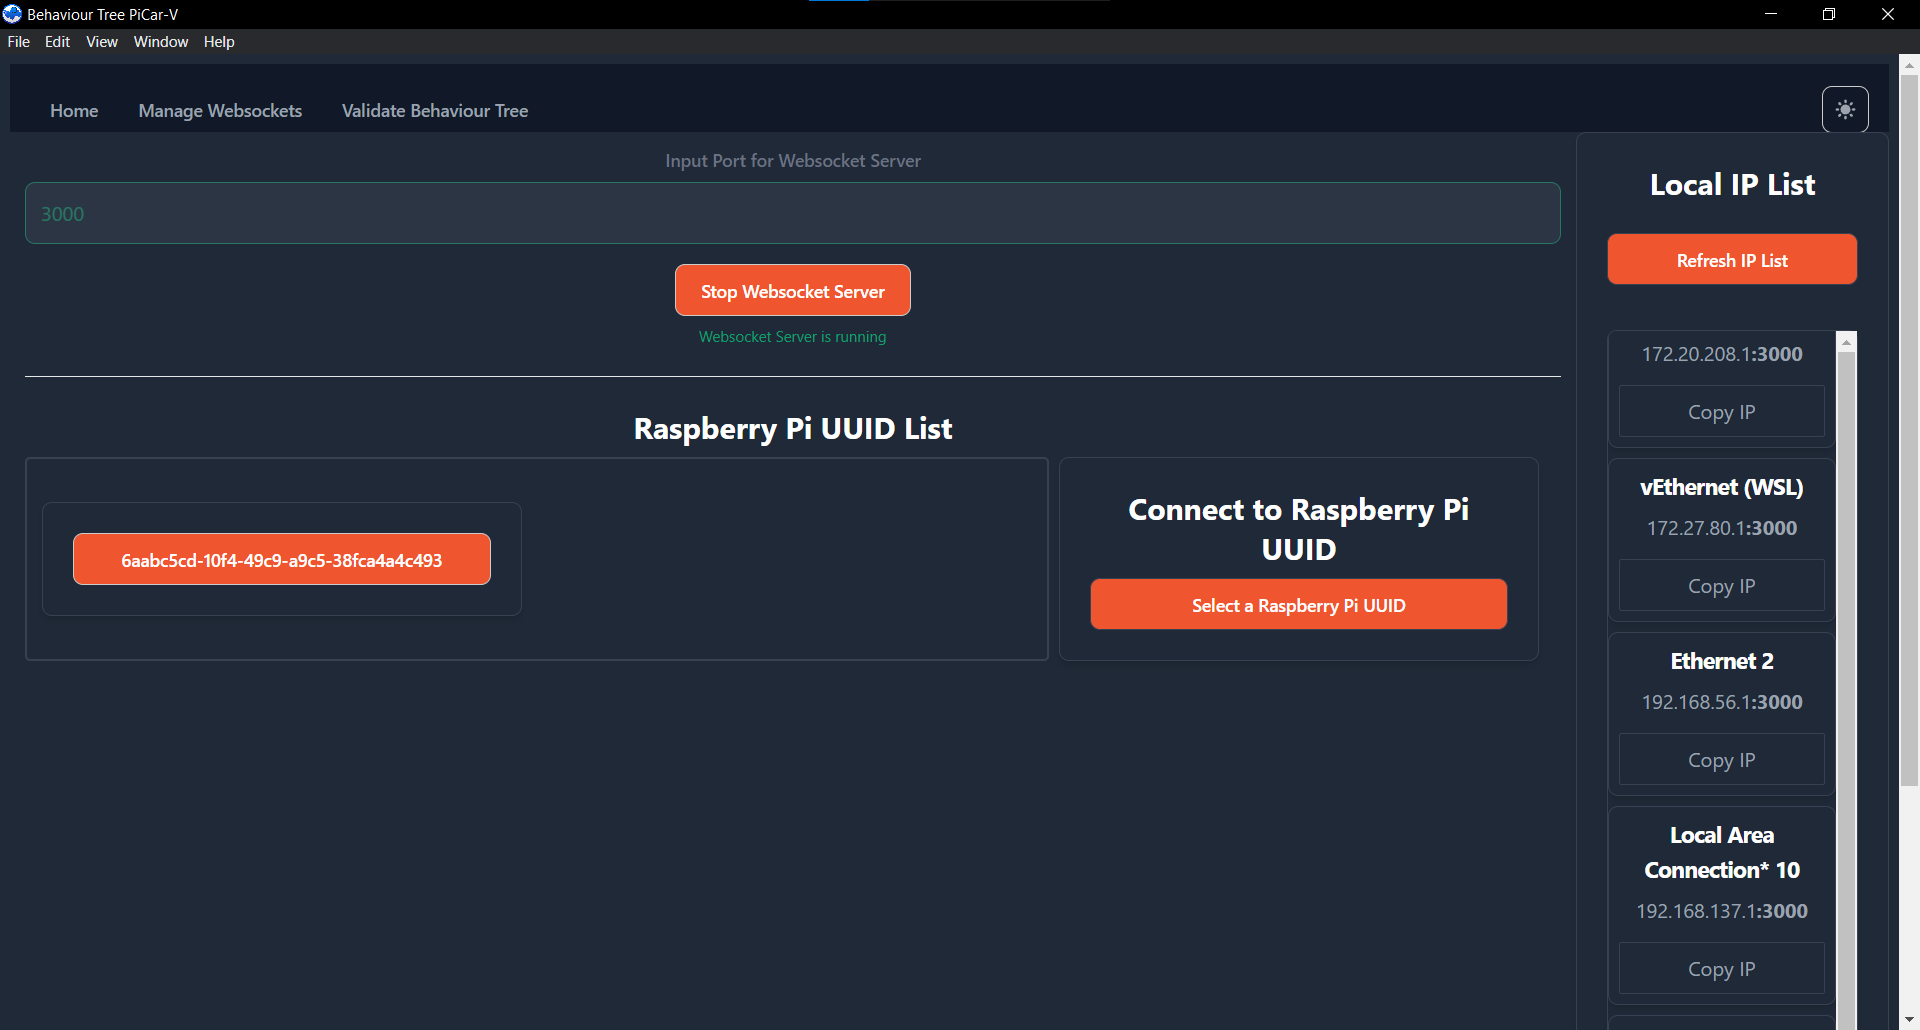 Behaviour Tree PiCar-V
File Edit View Window Help
Home Manage Websockets Validate Behaviour Tree
Input Port for Websocket Server
3000
Stop Websocket Server
Websocket Server is running
Raspberry Pi UUID List
6aabc5cd-10f4-49c9-a9c5-38fca4a4c493
Connect to Raspberry Pi
UUID
Select a Raspberry Pi UUID
Local IP List
Refresh IP List
172.20.208.1:3000
Copy IP
vEthernet (WSL)
172.27.80.1:3000
Copy IP
Ethernet 2
192.168.56.1:3000
Copy IP
Local Area
Connection* 10
192.168.137.1:3000
Copy IP